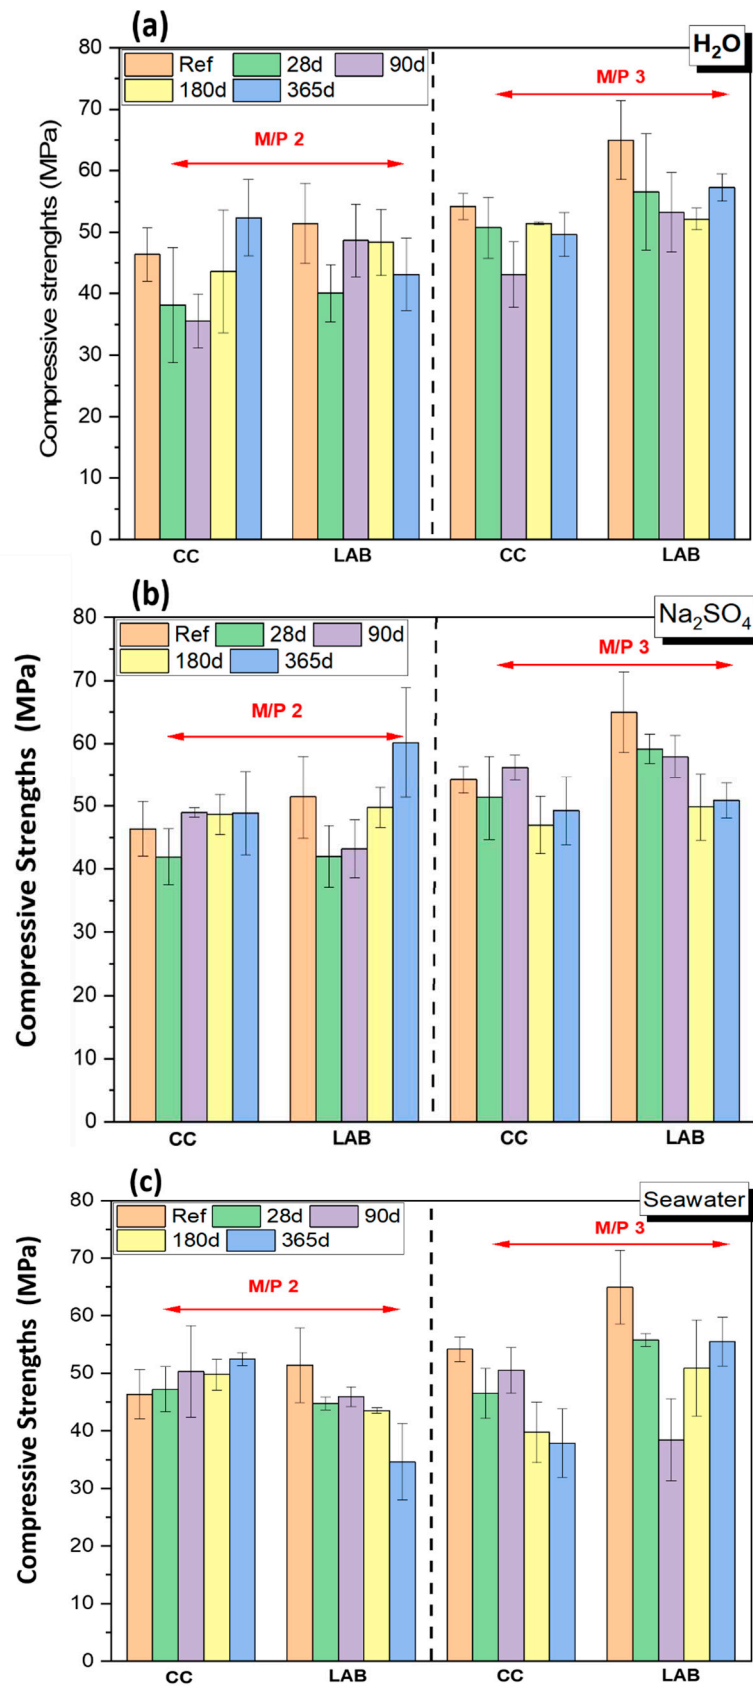 (a)
H₂O
Ref 28d 90d
180d 365d
M/P 2
M/P 3
Compressive strenghts (MPa)
80
70
60
50
40
30
20
10
0
CC LAB CC LAB
(b)
Na₂SO₄
Ref 28d 90d
180d 365d
M/P 2
M/P 3
Compressive Strengths (MPa)
80
70
60
50
40
30
20
10
0
CC LAB CC LAB
(c)
Seawater
Ref 28d 90d
180d 365d
M/P 2
M/P 3
Compressive Strengths (MPa)
80
70
60
50
40
30
20
10
0
CC LAB CC LAB